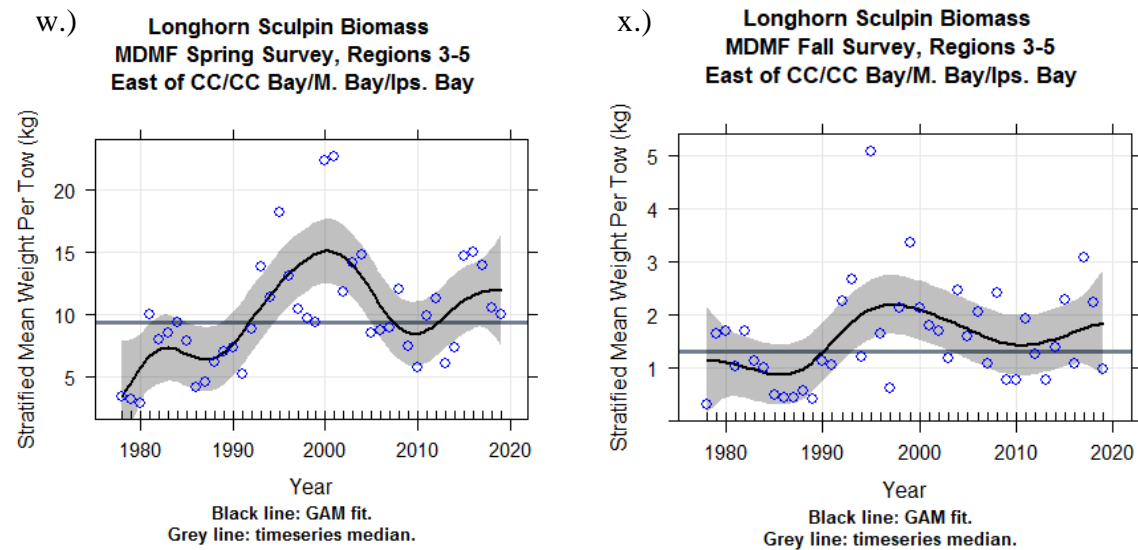 w.)
Longhorn Sculpin Biomass
MDMF Spring Survey, Regions 3-5
East of CC/CC Bay/M. Bay/Ips. Bay
Stratified Mean Weight Per Tow (kg)
20
15
10
5
1980
1990
2000
2010
2020
Year
Black line: GAM fit.
Grey line: timeseries median.
x.)
Longhorn Sculpin Biomass
MDMF Fall Survey, Regions 3-5
East of CC/CC Bay/M. Bay/Ips. Bay
Stratified Mean Weight Per Tow (kg)
5
4
3
2
1
1980
1990
2000
2010
2020
Year
Black line: GAM fit.
Grey line: timeseries median.